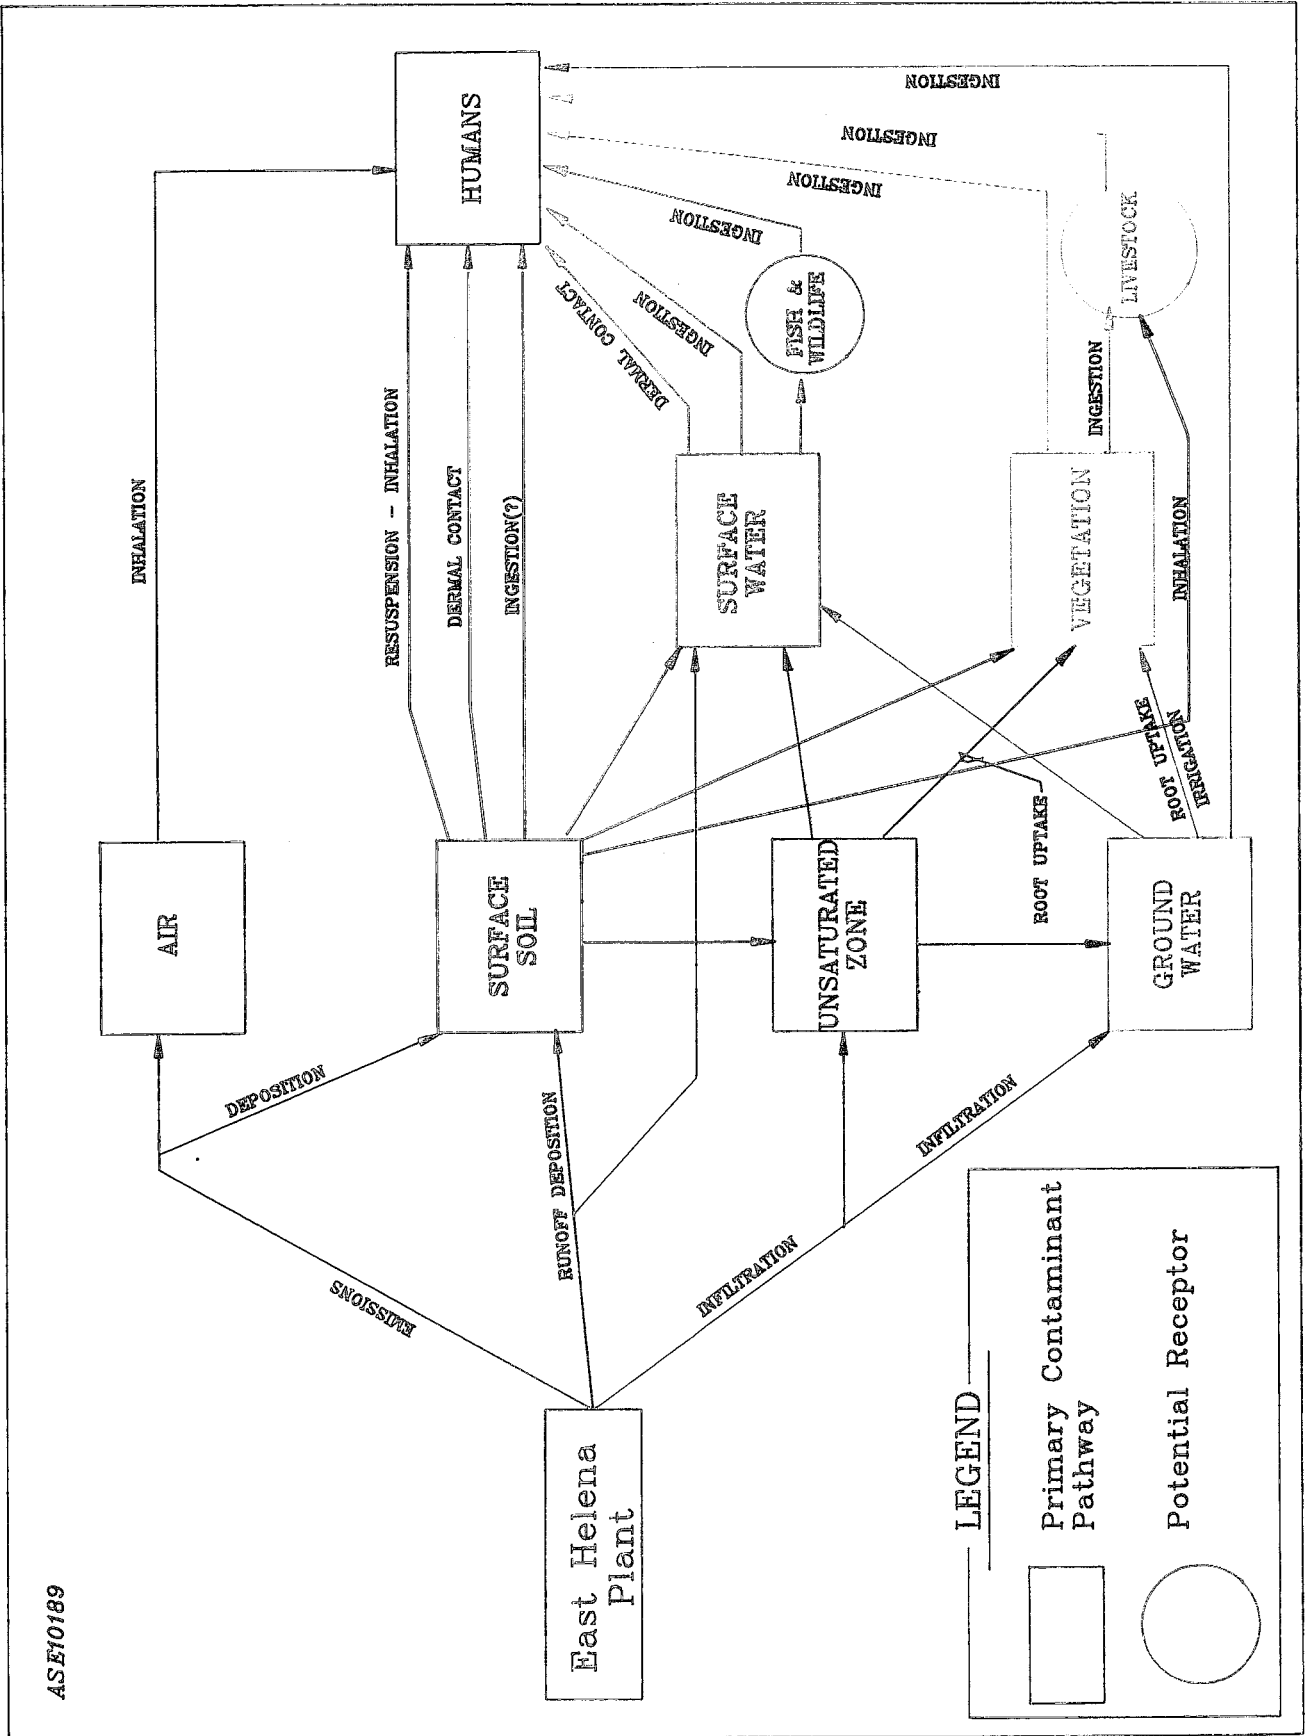 ASE10189
AIR
INHALATION
EMISSIONS
DEPOSITION
HUMANS
RESUSPENSION - INHALATION
DERMAL CONTACT
INGESTION(?)
SURFACE
SOIL
East Helena
Plant
RUNOFF DEPOSITION
DERMAL CONTACT
INGESTION
INGESTION
INGESTION
INGESTION
INGESTION
SURFACE
WATER
FISH &
WILDLIFE
INFILTRATION
UNSATURATED
ZONE
INFILTRATION
ROOT UPTAKE
VEGETATION
INGESTION
LIVESTOCK
INHALATION
ROOT UPTAKE
IRRIGATION
GROUND
WATER
LEGEND
Primary Contaminant
Pathway
Potential Receptor